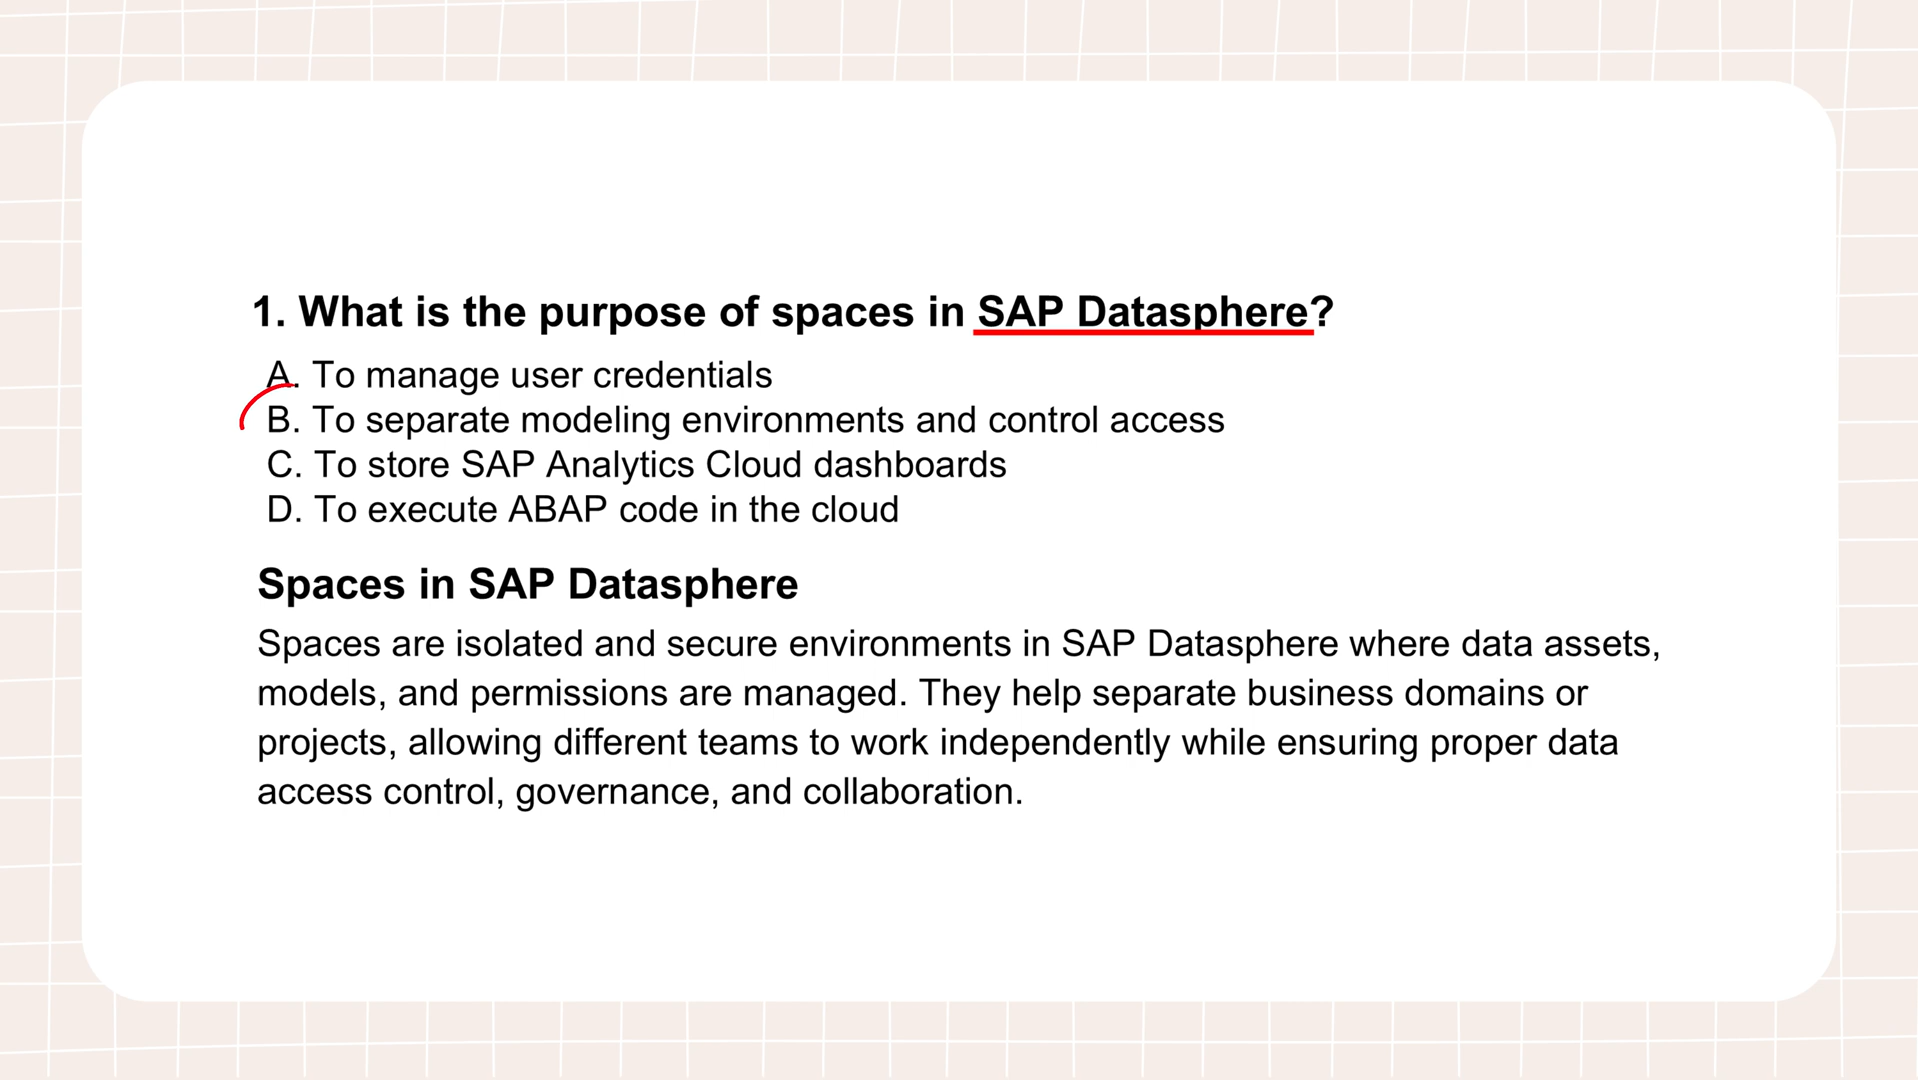 1. What is the purpose of spaces in SAP Datasphere?
A. To manage user credentials
B. To separate modeling environments and control access
C. To store SAP Analytics Cloud dashboards
D. To execute ABAP code in the cloud
Spaces in SAP Datasphere
Spaces are isolated and secure environments in SAP Datasphere where data assets,
models, and permissions are managed. They help separate business domains or
projects, allowing different teams to work independently while ensuring proper data
access control, governance, and collaboration.